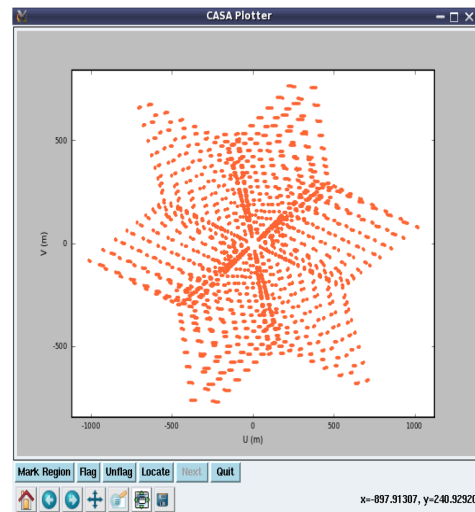 CASA Plotter
500
0
-500
V (m)
-1000
-500
0
500
1000
U (m)
Mark Region Flag Unflag Locate Next Quit
x=-897.91307, y=240.92920